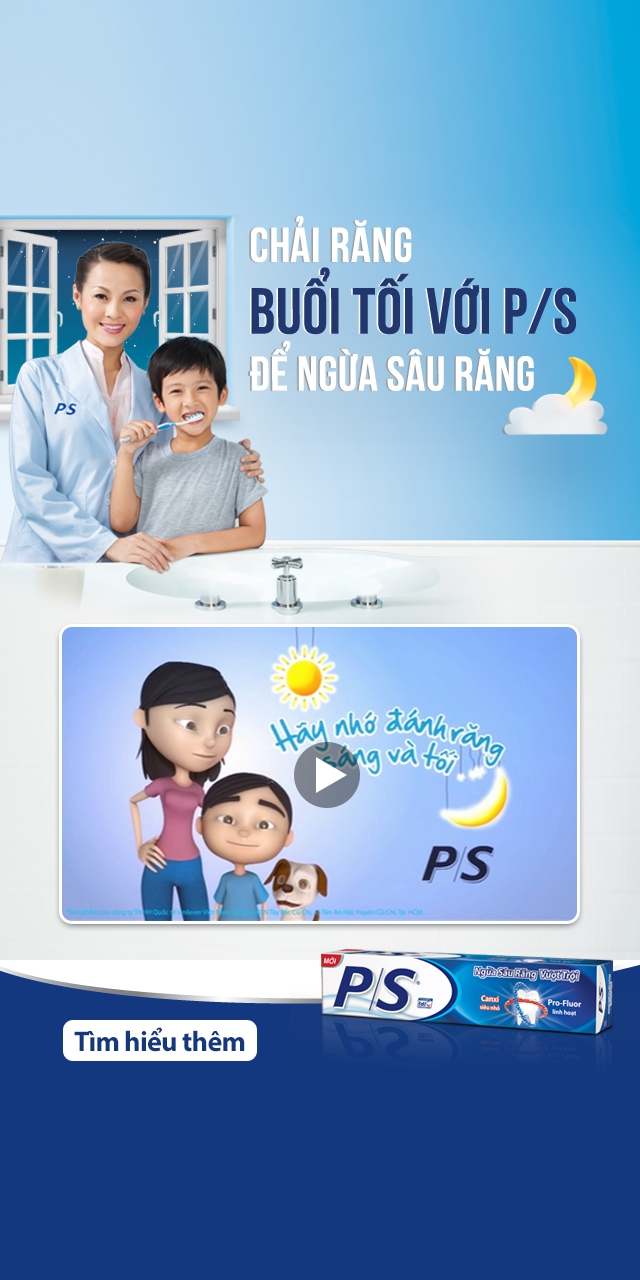 CHẢI RĂNG
BUỔI TỐI VỚI P/S
ĐỂ NGỪA SÂU RĂNG
PS
Hãy nhớ đánh răng
sáng và tối
P/S
MỚI
P/S
Ngừa Sâu Răng Vượt Trội
Canxi
siêu nhỏ
Pro-Fluor
linh hoạt
Tìm hiểu thêm